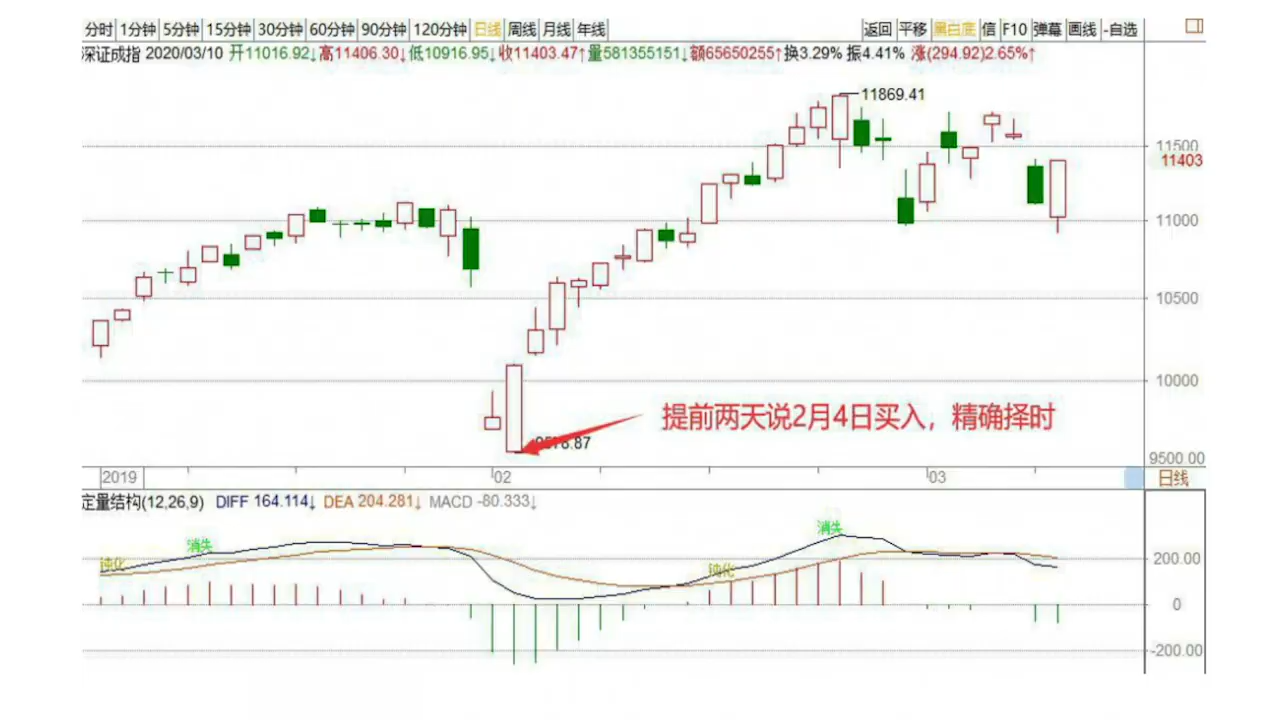 分时 1分钟 5分钟 15分钟 30分钟 60分钟 90分钟 120分钟 日线 周线 月线 年线 返回 平移 黑白底 信 F10 弹幕 画线 -自选
深证成指 2020/03/10 开11016.92↓高11406.30↓低10916.95↓收11403.47↑量581355151↓额65650255↑换3.29% 振4.41% 涨(294.92)2.65%↑
11869.41
11500
11403
11000
10500
10000
提前两天说2月4日买入，精确择时
9500.00
2019 02 03 日线
定量结构(12,26,9) DIFF 164.114↓ DEA 204.281↓ MACD -80.333↓
消失
消失
钝化
钝化
200.00
0
-200.00